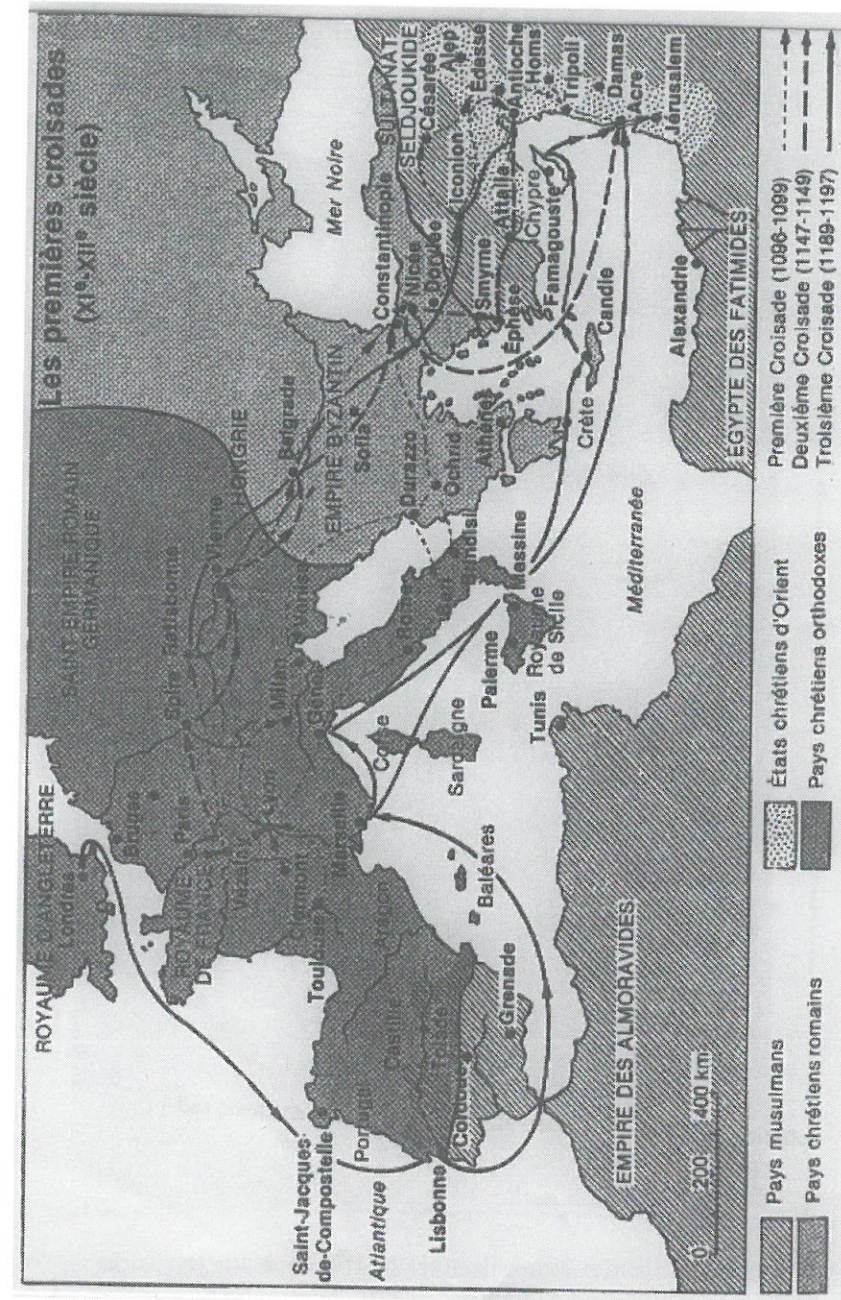 Les premières croisades
(XIe-XIIe siècle)
ROYAUME D'ANGLETERRE
Londres
Bruges
SAINT EMPIRE ROMAIN
GERMANIQUE
Paris
ROYAUME
DE FRANCE
Vézelay
Ratisbonne
Vienne
HONGRIE
Clermont
Lyon
Milan
Venise
Belgrade
Mer Noire
Toulouse
Marseille
Gênes
EMPIRE BYZANTIN
Sofia
Constantinople
Nicée
Dorylée
SULTANAT
SELDJOUKIDE
Césarée
Iconion
Alep
Edesse
Antioche
Homs
Tripoli
Damas
Acre
Jérusalem
Saint-Jacques-
de-Compostelle
Atlantique
Portugal
Castille
Aragon
Tolède
Lisbonne
Cordoue
Grenade
Baléares
Corse
Sardaigne
Rome
Bari
Brindisi
Durazzo
Ochrid
Athènes
Smyrne
Éphèse
Attalie
Chypre
Famagouste
Palerme
Messine
Royaume
de Sicile
Tunis
Crète
Candie
Méditerranée
Alexandrie
EMPIRE DES ALMORAVIDES
EGYPTE DES FATIMIDES
0 200 400 km
Pays musulmans
Pays chrétiens romains
États chrétiens d'Orient
Pays chrétiens orthodoxes
Première Croisade (1096-1099)
Deuxième Croisade (1147-1149)
Troisième Croisade (1189-1197)